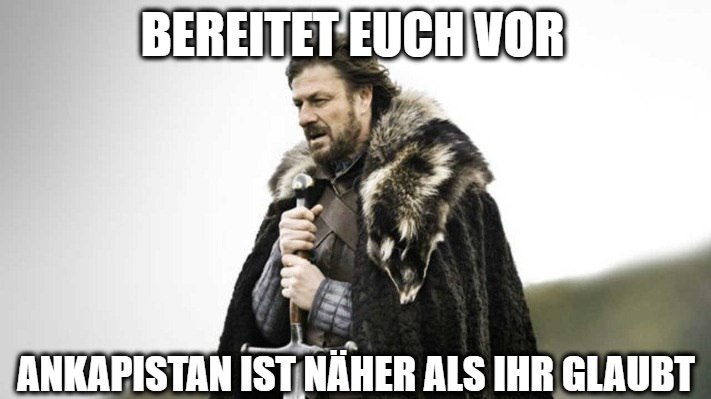 BEREITET EUCH VOR
ANKAPISTAN IST NÄHER ALS IHR GLAUBT